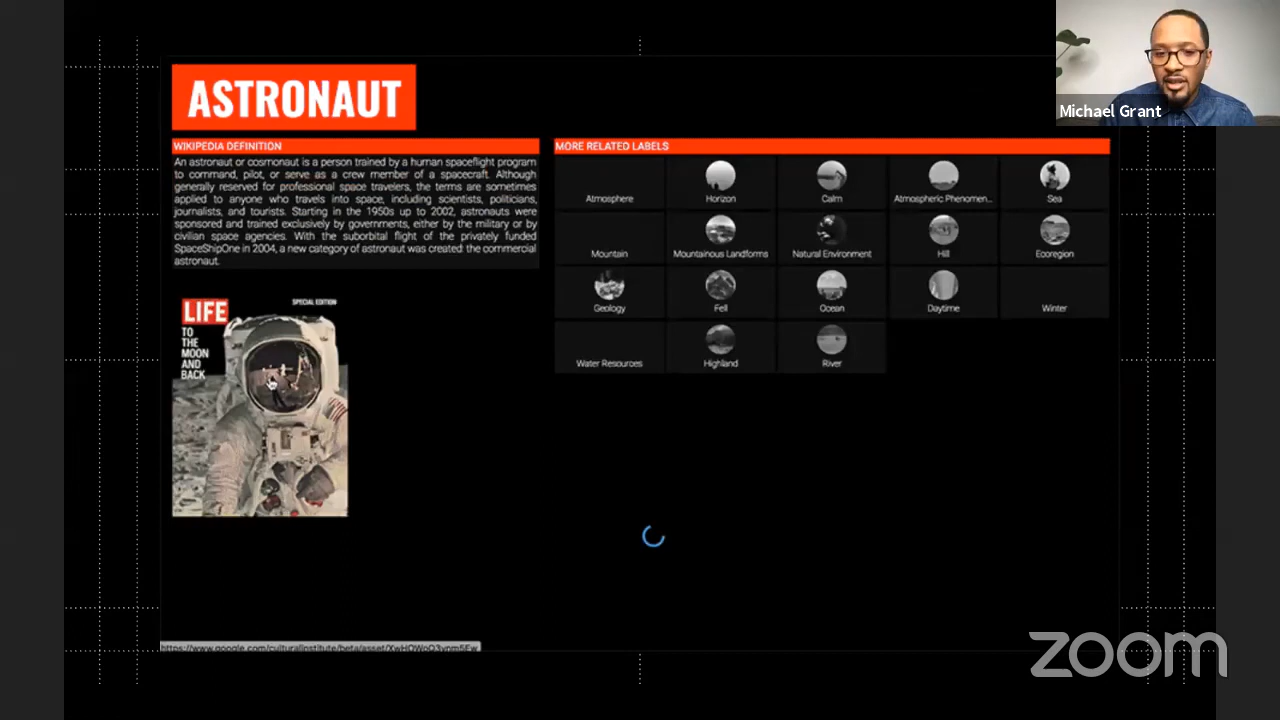 ASTRONAUT
WIKIPEDIA DEFINITION
An astronaut or cosmonaut is a person trained by a human spaceflight program
to command, pilot, or serve as a crew member of a spacecraft. Although
generally reserved for professional space travelers, the terms are sometimes
applied to anyone who travels into space, including scientists, politicians,
journalists, and tourists. Starting in the 1950s up to 2002, astronauts were
sponsored and trained exclusively by governments, either by the military or by
civilian space agencies. With the suborbital flight of the privately funded
SpaceShipOne in 2004, a new category of astronaut was created: the commercial
astronaut.
MORE RELATED LABELS
Atmosphere
Horizon
Calm
Atmospheric Phenomen...
Sea
Mountain
Mountainous Landforms
Natural Environment
Hill
Ecoregion
Geology
Fell
Ocean
Daytime
Winter
Water Resources
Highland
River
LIFE
SPECIAL EDITION
TO
THE
MOON
AND
BACK
Michael Grant
zoom